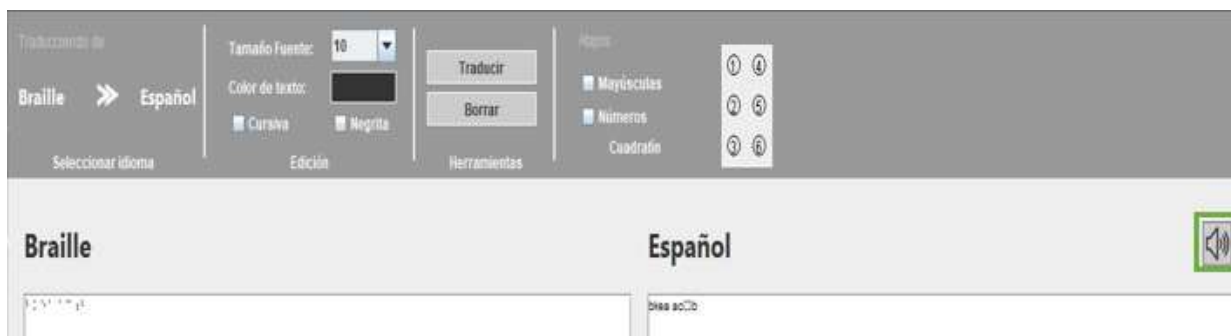 Traduciendo de
Braille Español
Seleccionar idioma
Tamaño Fuente: 10
Color de texto:
Cursiva Negrita
Edición
Traducir
Borrar
Herramientas
Atajos
Mayúsculas
Números
Cuadratín
① ④
② ⑤
③ ⑥
Braille
Español